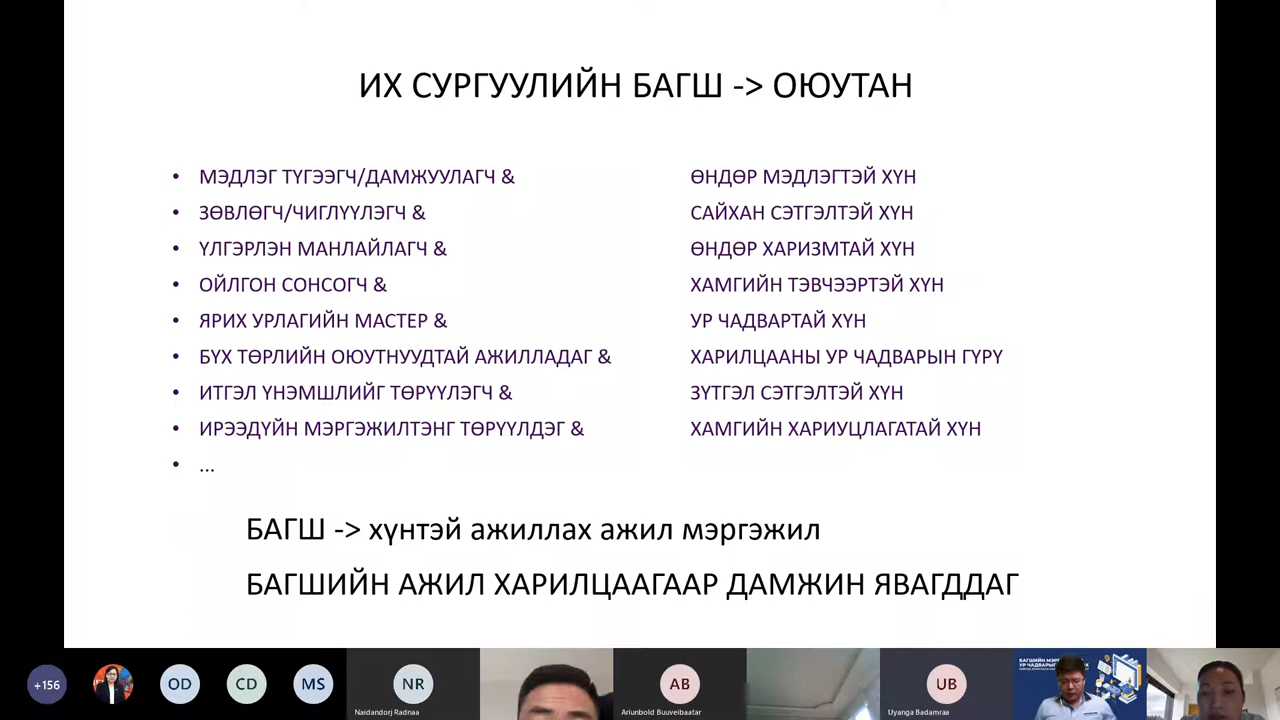 ИХ СУРГУУЛИЙН БАГШ -> ОЮУТАН
• МЭДЛЭГ ТҮГЭЭГЧ/ДАМЖУУЛАГЧ & ӨНДӨР МЭДЛЭГТЭЙ ХҮН
• ЗӨВЛӨГЧ/ЧИГЛҮҮЛЭГЧ & САЙХАН СЭТГЭЛТЭЙ ХҮН
• ҮЛГЭРЛЭН МАНЛАЙЛАГЧ & ӨНДӨР ХАРИЗМТАЙ ХҮН
• ОЙЛГОН СОНСОГЧ & ХАМГИЙН ТЭВЧЭЭРТЭЙ ХҮН
• ЯРИХ УРЛАГИЙН МАСТЕР & УР ЧАДВАРТАЙ ХҮН
• БҮХ ТӨРЛИЙН ОЮУТНУУДТАЙ АЖИЛЛАДАГ & ХАРИЛЦААНЫ УР ЧАДВАРЫН ГҮРҮ
• ИТГЭЛ ҮНЭМШЛИЙГ ТӨРҮҮЛЭГЧ & ЗҮТГЭЛ СЭТГЭЛТЭЙ ХҮН
• ИРЭЭДҮЙН МЭРГЭЖИЛТЭНГ ТӨРҮҮЛДЭГ & ХАМГИЙН ХАРИУЦЛАГАТАЙ ХҮН
• ...
БАГШ -> хүнтэй ажиллах ажил мэргэжил
БАГШИЙН АЖИЛ ХАРИЛЦААГААР ДАМЖИН ЯВАГДДАГ
+156 OD CD MS NR AB UB
Naidandorj Radnaa Ariunbold Buuveibaatar Uyanga Badamraa